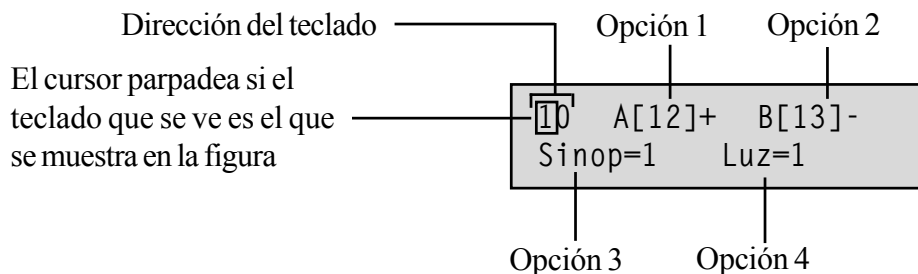 Dirección del teclado
Opción 1
Opción 2
El cursor parpadea si el
teclado que se ve es el que
se muestra en la figura
10 A[12]+ B[13]-
Sinop=1 Luz=1
Opción 3
Opción 4